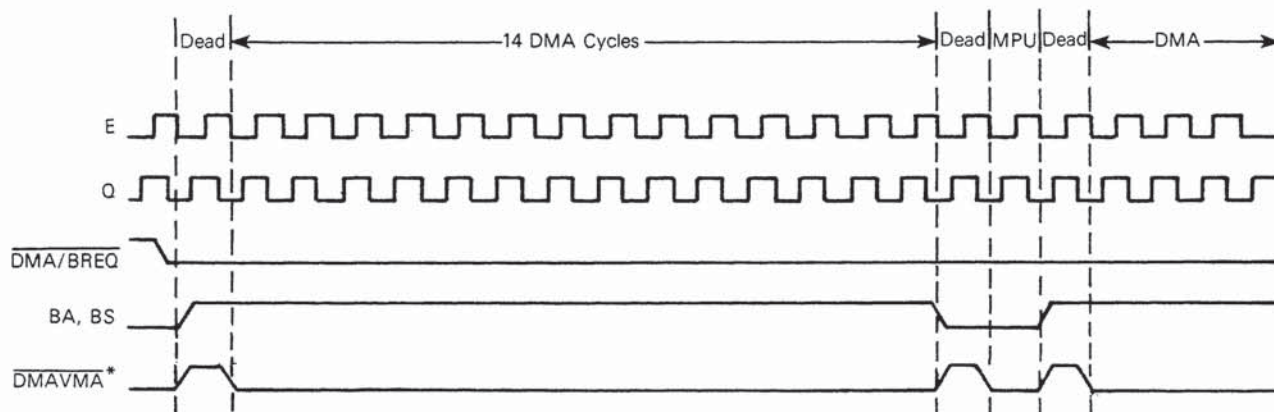 Dead 14 DMA Cycles Dead MPU Dead DMA
E
Q
DMA/BREQ
BA, BS
DMAVMA*